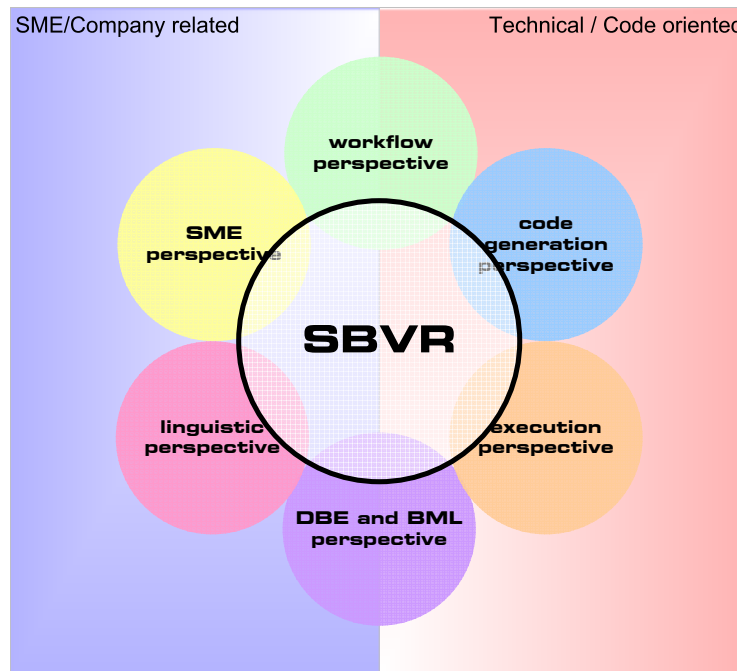 SME/Company related
Technical / Code oriented
workflow
perspective
SME
perspective
code
generation
perspective
SBVR
linguistic
perspective
execution
perspective
DBE and BML
perspective